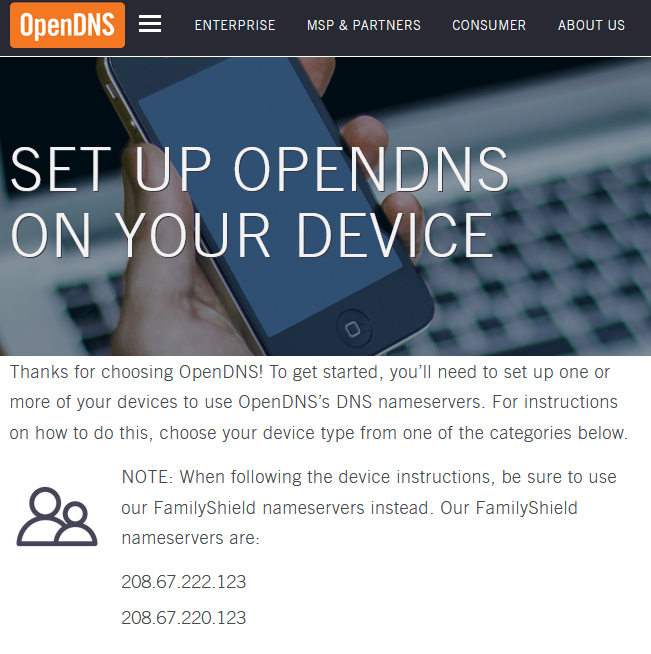 OpenDNS
ENTERPRISE MSP & PARTNERS CONSUMER ABOUT US
SET UP OPENDNS
ON YOUR DEVICE
Thanks for choosing OpenDNS! To get started, you’ll need to set up one or
more of your devices to use OpenDNS’s DNS nameservers. For instructions
on how to do this, choose your device type from one of the categories below.
NOTE: When following the device instructions, be sure to use
our FamilyShield nameservers instead. Our FamilyShield
nameservers are:
208.67.222.123
208.67.220.123